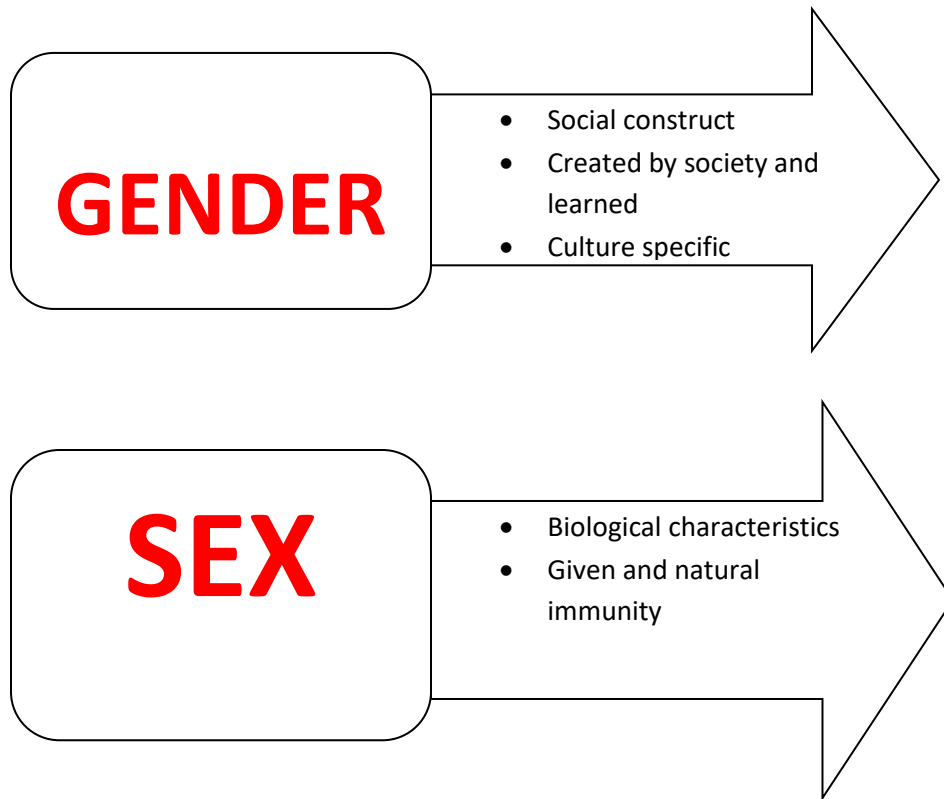 GENDER
• Social construct
• Created by society and
learned
• Culture specific
SEX
• Biological characteristics
• Given and natural
immunity